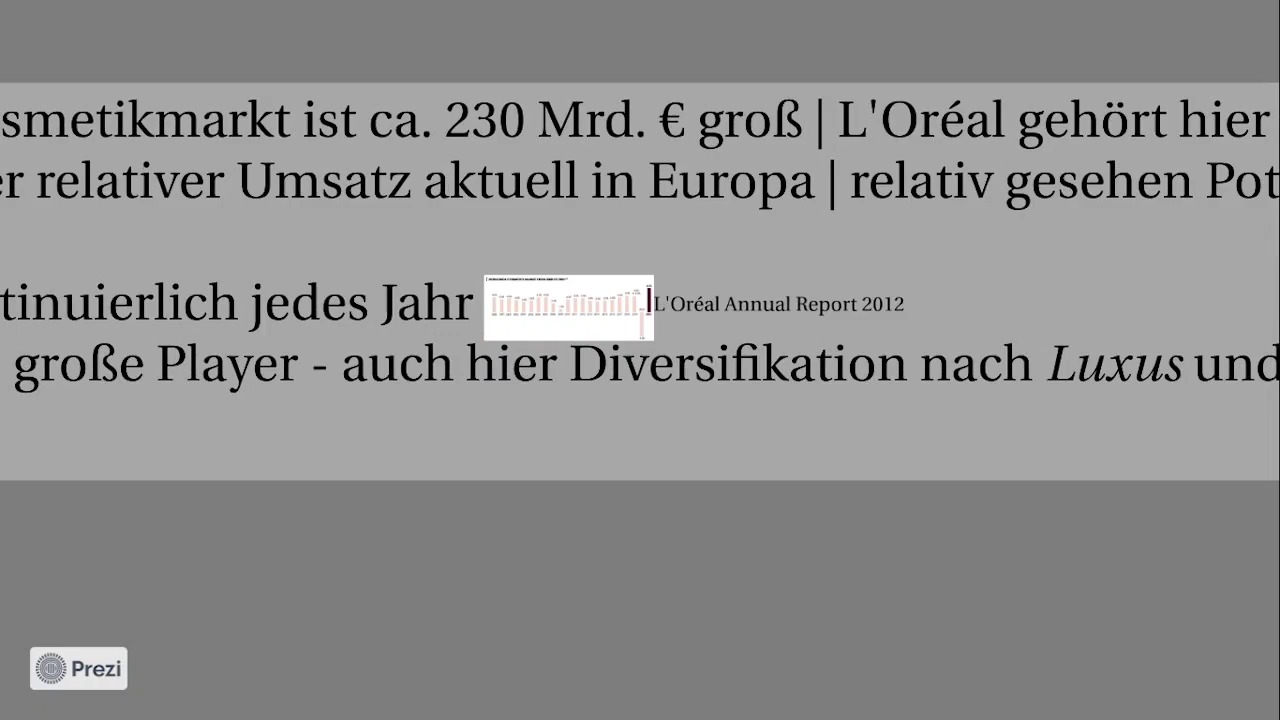 smetikmarkt ist ca. 230 Mrd. € groß | L'Oréal gehört hier
er relativer Umsatz aktuell in Europa | relativ gesehen Pot
tinuierlich jedes Jahr
L'Oréal Annual Report 2012
große Player - auch hier Diversifikation nach Luxus und
Prezi